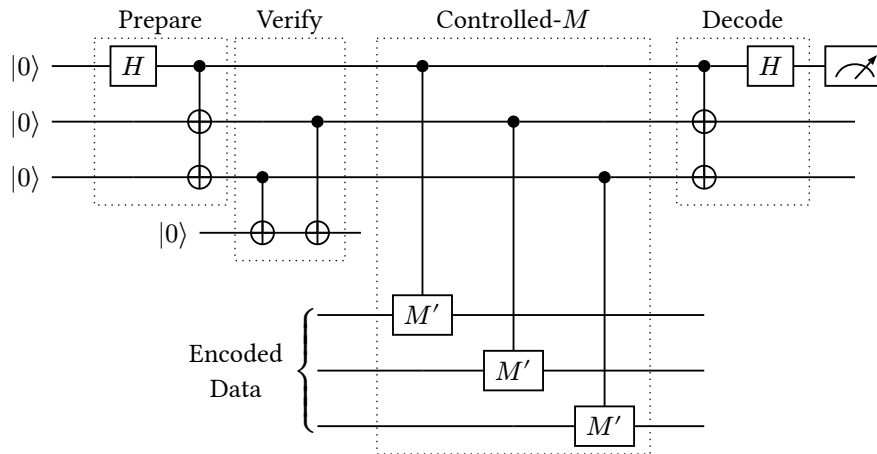 Prepare Verify Controlled-M Decode
|0⟩ H H
|0⟩
|0⟩
|0⟩
M′
Encoded
Data
M′
M′